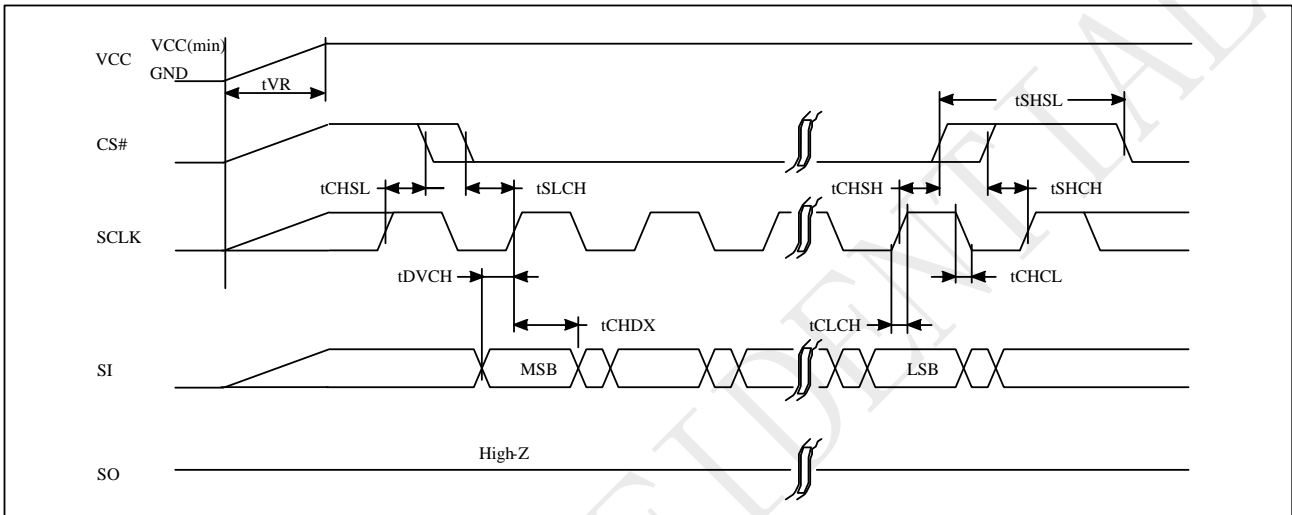 VCC
VCC(min)
GND
tVR
tSHSL
CS#
tCHSL
tSLCH
tCHSH
tSHCH
SCLK
tDVCH
tCHCL
tCHDX
tCLCH
SI
MSB
LSB
High-Z
SO
IDENTIAL